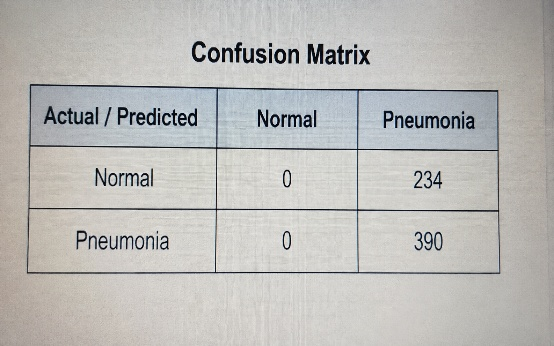 Confusion Matrix
Actual / Predicted Normal Pneumonia
Normal 0 234
Pneumonia 0 390